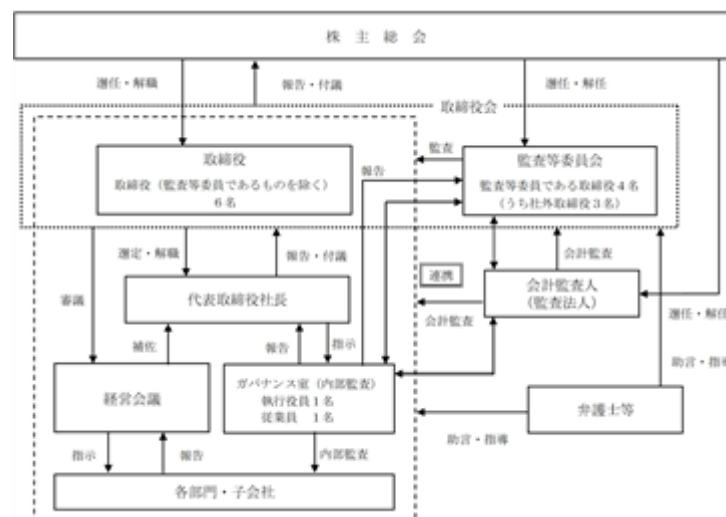 株主総会
選任・解職
報告・付議
選任・解任
取締役会
取締役
取締役（監査等委員であるものを除く）
6名
監査
報告
監査等委員会
監査等委員である取締役4名
（うち社外取締役3名）
選定・解職
報告・付議
連携
会計監査
審議
代表取締役社長
会計監査人
（監査法人）
会計監査
選任・解任
補佐
報告
指示
助言・指導
経営会議
ガバナンス室（内部監査）
執行役員1名
従業員 1名
弁護士等
助言・指導
指示
報告
内部監査
各部門・子会社